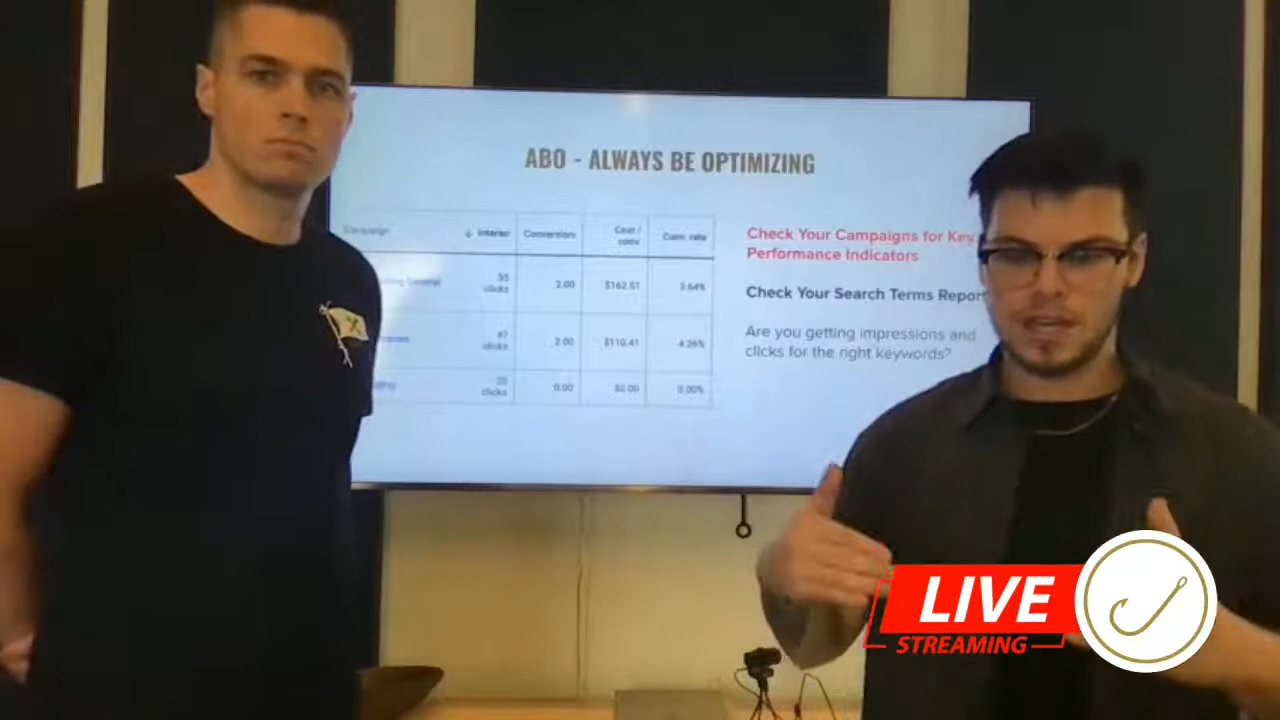 ABO - ALWAYS BE OPTIMIZING
Campaign
↓ Interac
Conversions
Cost /
conv.
Conv. rate
General
55
clicks
2.00
$162.51
3.64%
47
clicks
2.00
$110.41
4.26%
20
clicks
0.00
$0.00
0.00%
Check Your Campaigns for Key
Performance Indicators
Check Your Search Terms Repor
Are you getting impressions and
clicks for the right keywords?
LIVE
STREAMING